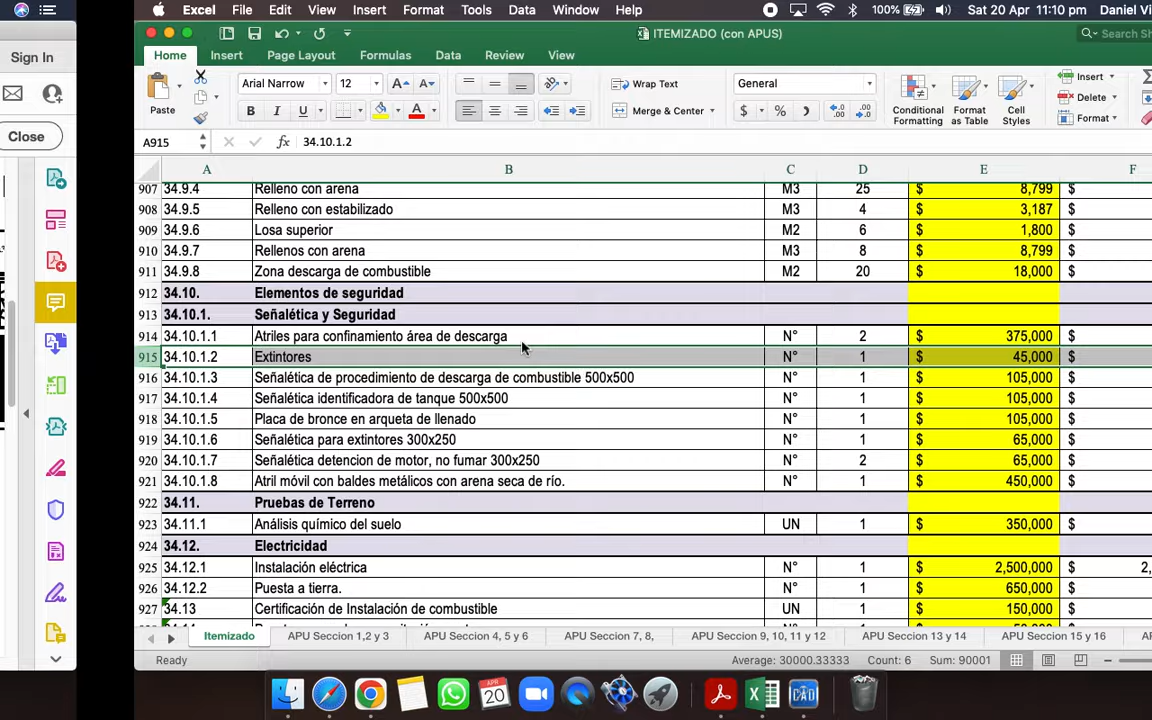 Excel File Edit View Insert Format Tools Data Window Help 100% Sat 20 Apr 11:10 pm Daniel Vi
ITEMIZADO (con APUS) Search Sh
Sign In
Close
Home Insert Page Layout Formulas Data Review View
Paste Arial Narrow 12 A A Wrap Text General Insert
B I U A Merge & Center $ % Conditional Formatting Format as Table Cell Styles Delete Format
A915 fx 34.10.1.2
A B C D E F
907 34.9.4 Relleno con arena M3 25 $ 8,799 $
908 34.9.5 Relleno con estabilizado M3 4 $ 3,187 $
909 34.9.6 Losa superior M2 6 $ 1,800 $
910 34.9.7 Rellenos con arena M3 8 $ 8,799 $
911 34.9.8 Zona descarga de combustible M2 20 $ 18,000 $
912 34.10. Elementos de seguridad
913 34.10.1. Señalética y Seguridad
914 34.10.1.1 Atriles para confinamiento área de descarga N° 2 $ 375,000 $
915 34.10.1.2 Extintores N° 1 $ 45,000 $
916 34.10.1.3 Señalética de procedimiento de descarga de combustible 500x500 N° 1 $ 105,000 $
917 34.10.1.4 Señalética identificadora de tanque 500x500 N° 1 $ 105,000 $
918 34.10.1.5 Placa de bronce en arqueta de llenado N° 1 $ 105,000 $
919 34.10.1.6 Señalética para extintores 300x250 N° 1 $ 65,000 $
920 34.10.1.7 Señalética detencion de motor, no fumar 300x250 N° 2 $ 65,000 $
921 34.10.1.8 Atril móvil con baldes metálicos con arena seca de río. N° 1 $ 450,000 $
922 34.11. Pruebas de Terreno
923 34.11.1 Análisis químico del suelo UN 1 $ 350,000 $
924 34.12. Electricidad
925 34.12.1 Instalación eléctrica N° 1 $ 2,500,000 $ 2,
926 34.12.2 Puesta a tierra. N° 1 $ 650,000 $
927 34.13 Certificación de Instalación de combustible UN 1 $ 150,000 $
Itemizado APU Seccion 1,2 y 3 APU Seccion 4, 5 y 6 APU Seccion 7, 8, APU Seccion 9, 10, 11 y 12 APU Seccion 13 y 14 APU Seccion 15 y 16 AP
Ready Average: 30000.33333 Count: 6 Sum: 90001
APR
20
CAD